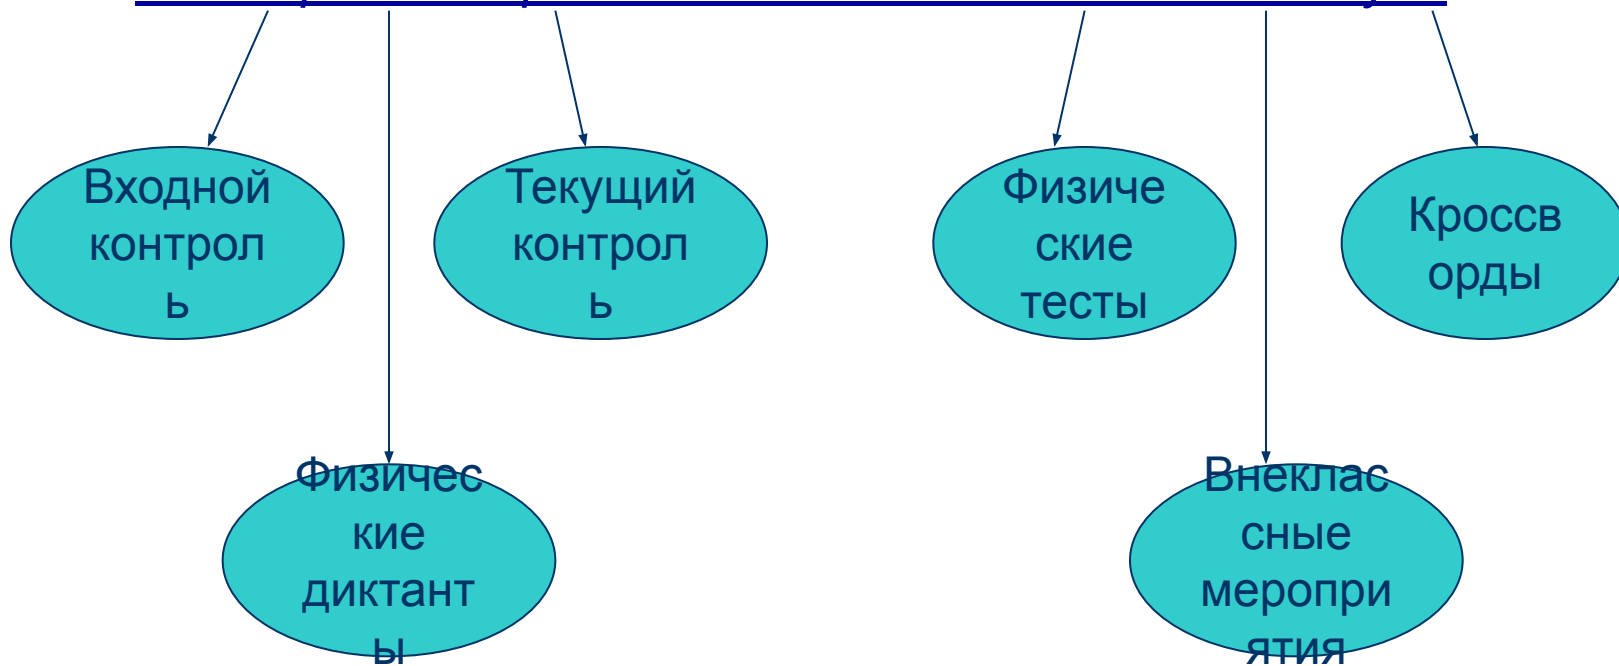 Входной
контрол
ь
Текущий
контрол
ь
Физиче
ские
тесты
Кроссв
орды
Физичес
кие
диктант
ы
Внеклас
сные
меропри
ятия